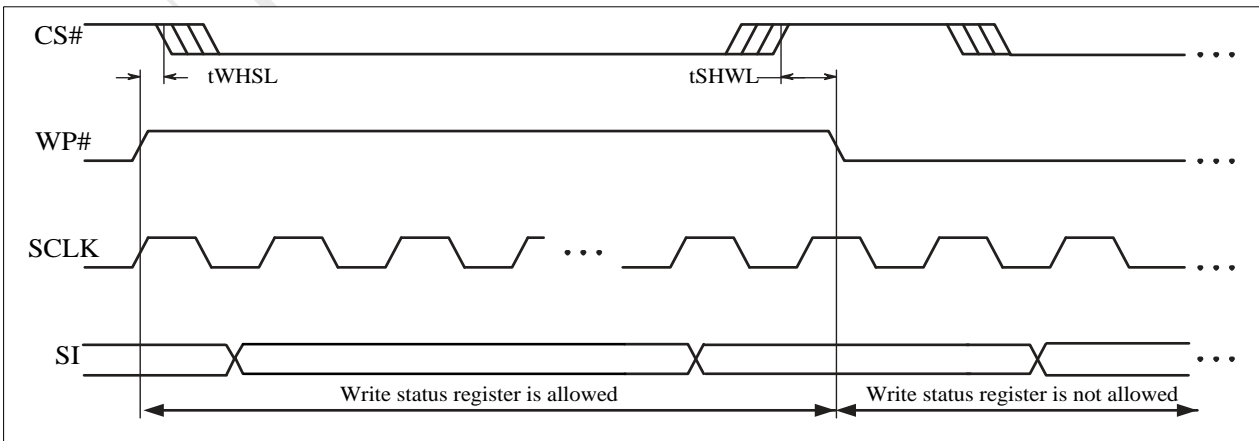 CS#
tWHSL
tSHWL
WP#
SCLK
SI
Write status register is allowed
Write status register is not allowed